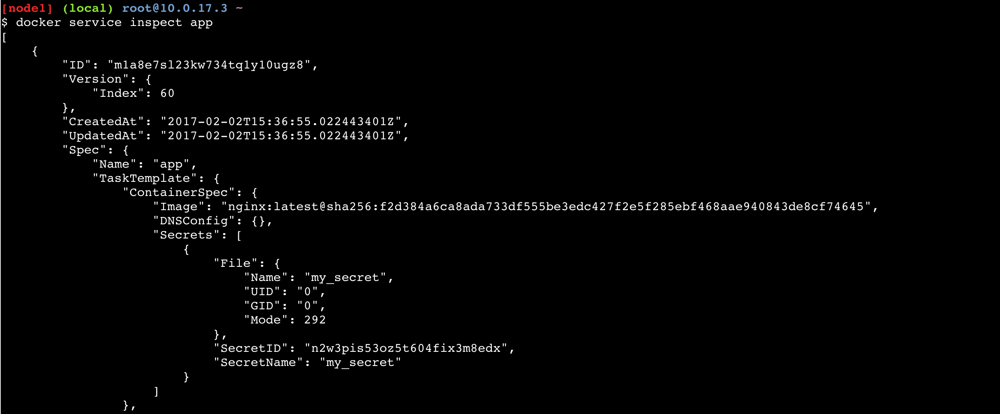 [node1] (local) root@10.0.17.3 ~
$ docker service inspect app
[
    {
        "ID": "m1a8e7sl23kw734tq1y10ugz8",
        "Version": {
            "Index": 60
        },
        "CreatedAt": "2017-02-02T15:36:55.022443401Z",
        "UpdatedAt": "2017-02-02T15:36:55.022443401Z",
        "Spec": {
            "Name": "app",
            "TaskTemplate": {
                "ContainerSpec": {
                    "Image": "nginx:latest@sha256:f2d384a6ca8ada733df555be3edc427f2e5f285ebf468aae940843de8cf74645",
                    "DNSConfig": {},
                    "Secrets": [
                        {
                            "File": {
                                "Name": "my_secret",
                                "UID": "0",
                                "GID": "0",
                                "Mode": 292
                            },
                            "SecretID": "n2w3pis53oz5t604fix3m8edx",
                            "SecretName": "my_secret"
                        }
                    ]
                },